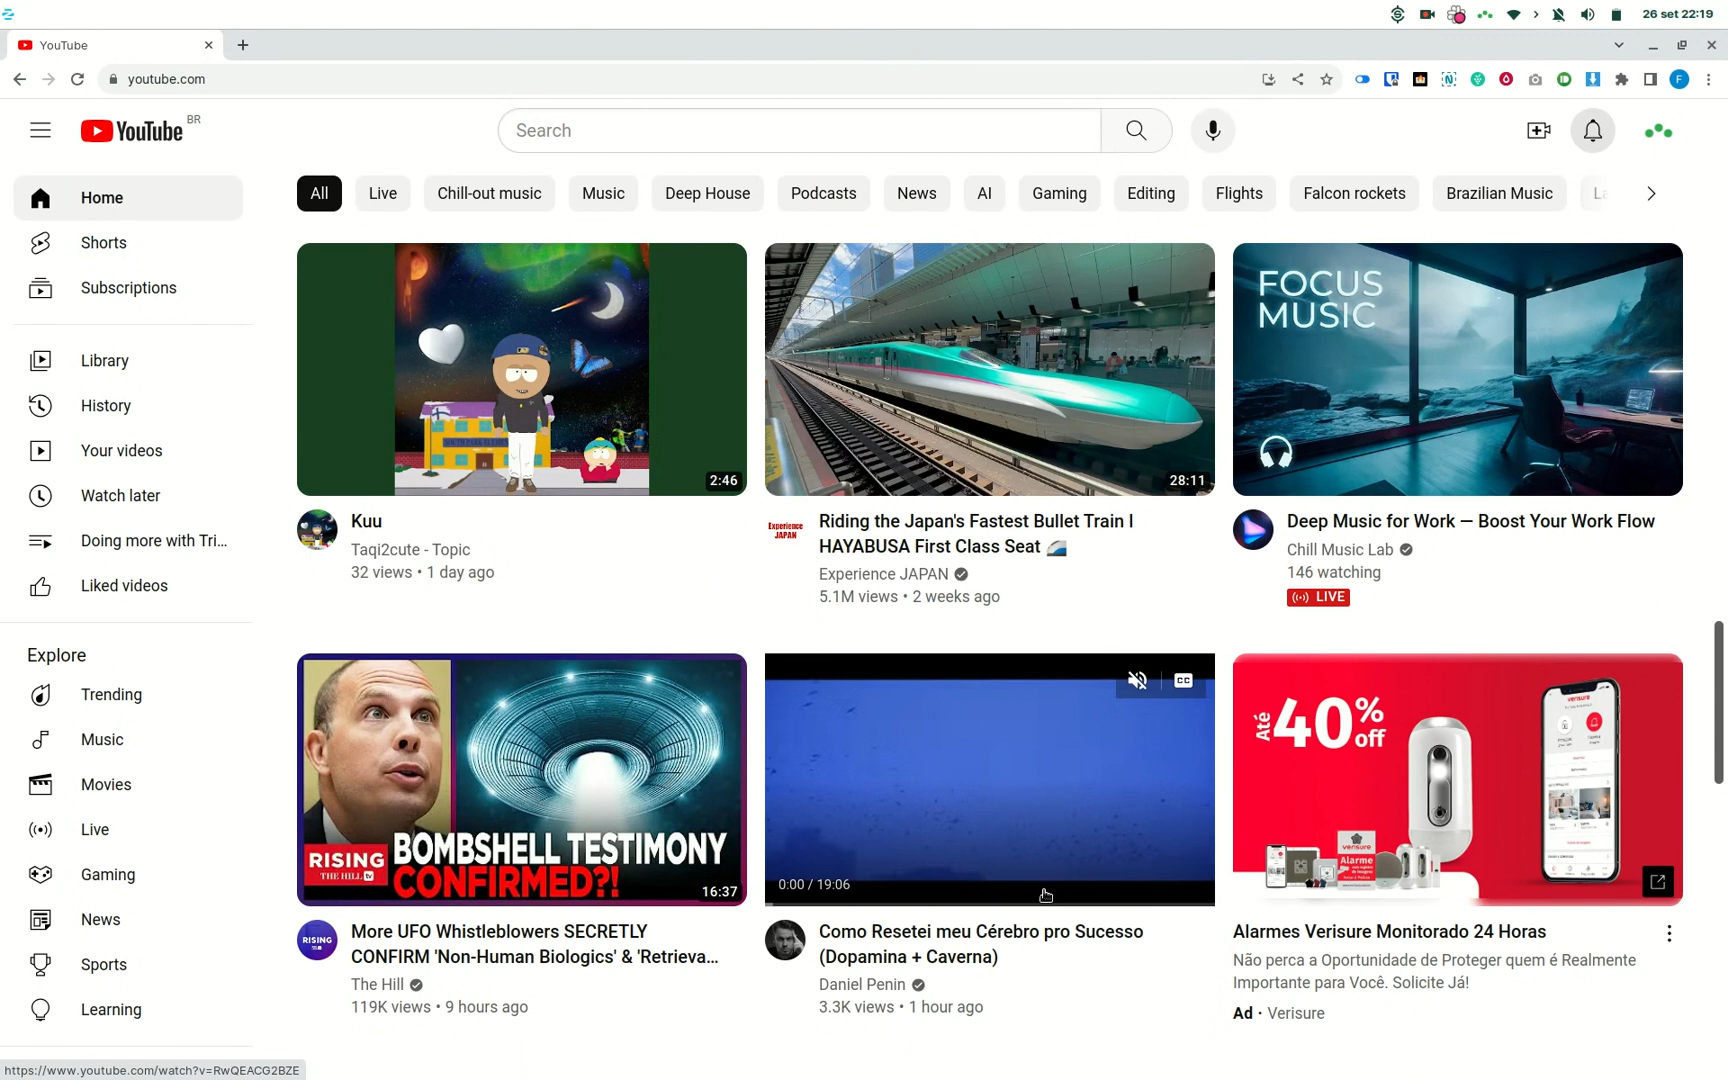 26 set 22:19
YouTube
youtube.com
YouTube BR
Search
Home
Shorts
Subscriptions
Library
History
Your videos
Watch later
Doing more with Tri...
Liked videos
Explore
Trending
Music
Movies
Live
Gaming
News
Sports
Learning
All
Live
Chill-out music
Music
Deep House
Podcasts
News
AI
Gaming
Editing
Flights
Falcon rockets
Brazilian Music
2:46
Kuu
Taqi2cute - Topic
32 views • 1 day ago
28:11
Experience
JAPAN
Riding the Japan's Fastest Bullet Train I
HAYABUSA First Class Seat 🚄
Experience JAPAN
5.1M views • 2 weeks ago
FOCUS
MUSIC
Deep Music for Work — Boost Your Work Flow
Chill Music Lab
146 watching
LIVE
BOMBSHELL TESTIMONY
CONFIRMED?!
RISING
THE HILL tv
16:37
RISING
More UFO Whistleblowers SECRETLY
CONFIRM 'Non-Human Biologics' & 'Retrieva...
The Hill
119K views • 9 hours ago
CC
0:00 / 19:06
Como Resetei meu Cérebro pro Sucesso
(Dopamina + Caverna)
Daniel Penin
3.3K views • 1 hour ago
Até 40% off
verisure
verisure
Alarme
Alarmes Verisure Monitorado 24 Horas
Não perca a Oportunidade de Proteger quem é Realmente
Importante para Você. Solicite Já!
Ad · Verisure
https://www.youtube.com/watch?v=RwQEACG2BZE